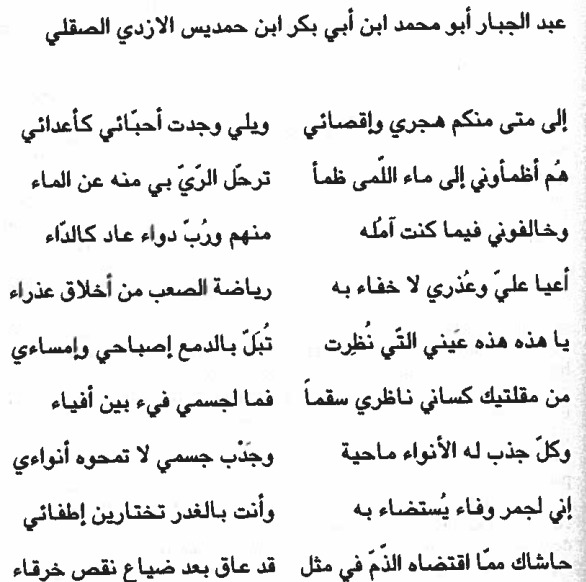 عبد الجبار أبو محمد ابن أبي بكر ابن حمديس الازدي الصقلي
إلى متى منكم هجري وإقصائي ويلي وجدت أحبّائي كأعدائي
هُم أظمأوني إلى ماء اللّمى ظمأ ترحّل الرّيّ بي منه عن الماء
وخالفوني فيما كنت آمُله منهم ورُبّ دواء عاد كالدّاء
أعيا عليّ وعُذري لا خفاء به رياضة الصعب من أخلاق عذراء
يا هذه هذه عَيني التّي نُظِرت تُبَلّ بالدمع إصباحي وإمساءي
من مقلتيك كساني ناظري سقماً فما لجسمي فيء بين أفياء
وكلّ جذب له الأنواء ماحية وجَدْب جسمي لا تمحوه أنواءي
إني لجمر وفاء يُستضاء به وأنت بالغدر تختارين إطفائي
حاشاك ممّا اقتضاه الذّمّ في مثل قد عاق بعد ضياع نقص خرقاء